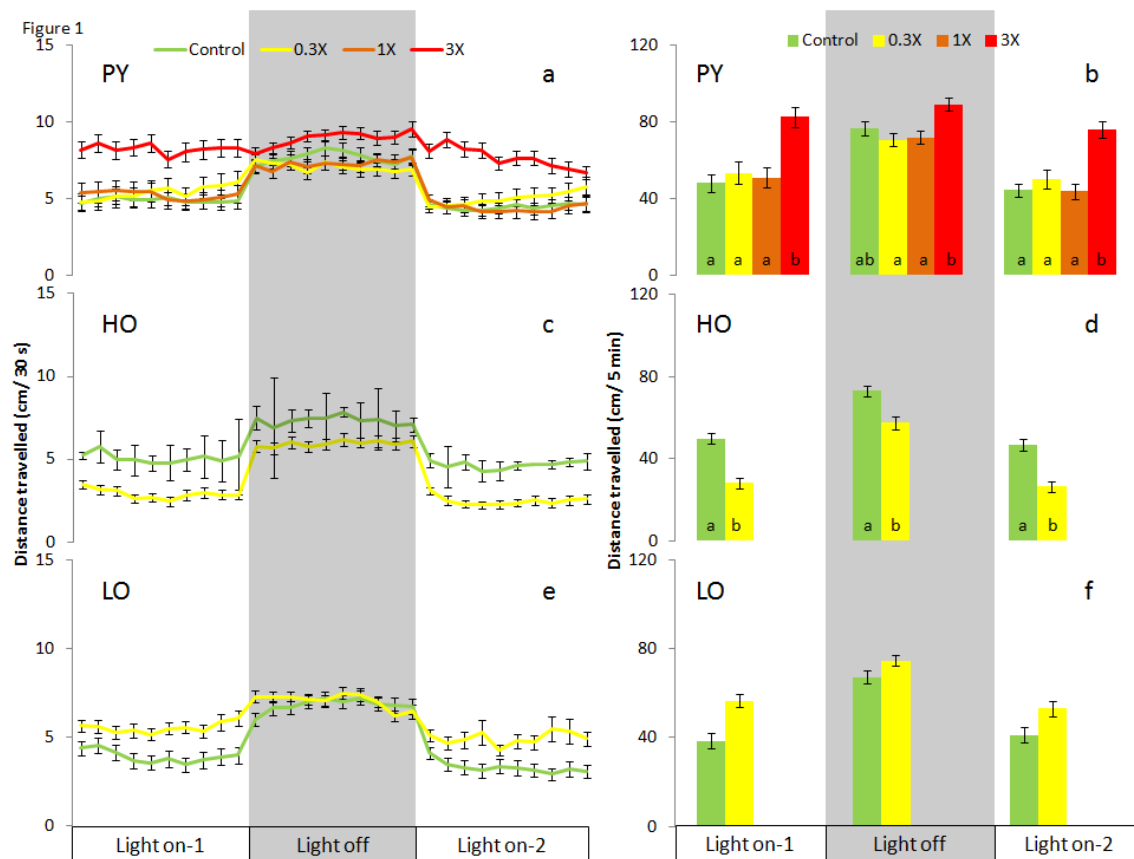 Figure 1
Control 0.3X 1X 3X
PY
a
15
10
5
0
Control 0.3X 1X 3X
PY
b
120
80
40
0
a a a b
ab a a b
a a a b
HO
c
15
10
5
0
HO
d
120
80
40
0
a b
a b
a b
LO
e
15
10
5
0
LO
f
120
80
40
0
Distance travelled (cm/ 30 s)
Distance travelled (cm/ 5 min)
Light on-1 Light off Light on-2
Light on-1 Light off Light on-2